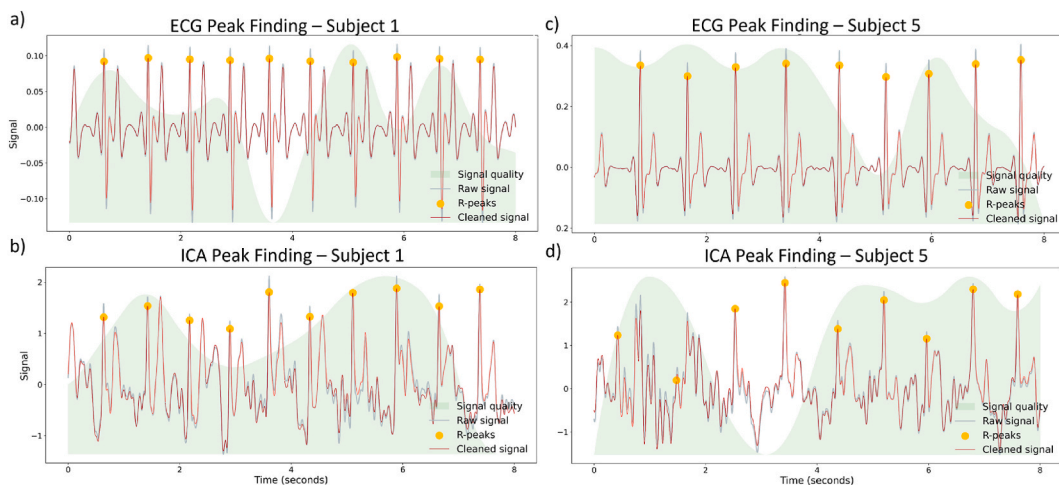 a) ECG Peak Finding – Subject 1
0.10
0.05
0.00
−0.05
−0.10
Signal
Signal quality
Raw signal
R-peaks
Cleaned signal
0 2 4 6 8
c) ECG Peak Finding – Subject 5
0.4
0.2
0.0
0.2
Signal quality
Raw signal
R-peaks
Cleaned signal
0 2 4 6 8
b) ICA Peak Finding – Subject 1
2
1
0
−1
Signal
Signal quality
Raw signal
R-peaks
Cleaned signal
0 2 4 6 8
Time (seconds)
d) ICA Peak Finding – Subject 5
2
1
0
−1
Signal quality
Raw signal
R-peaks
Cleaned signal
0 2 4 6 8
Time (seconds)